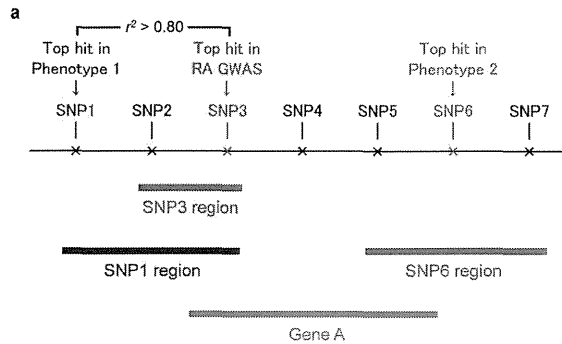 a
r² > 0.80
Top hit in Phenotype 1
Top hit in RA GWAS
Top hit in Phenotype 2
SNP1 SNP2 SNP3 SNP4 SNP5 SNP6 SNP7
SNP3 region
SNP1 region SNP6 region
Gene A